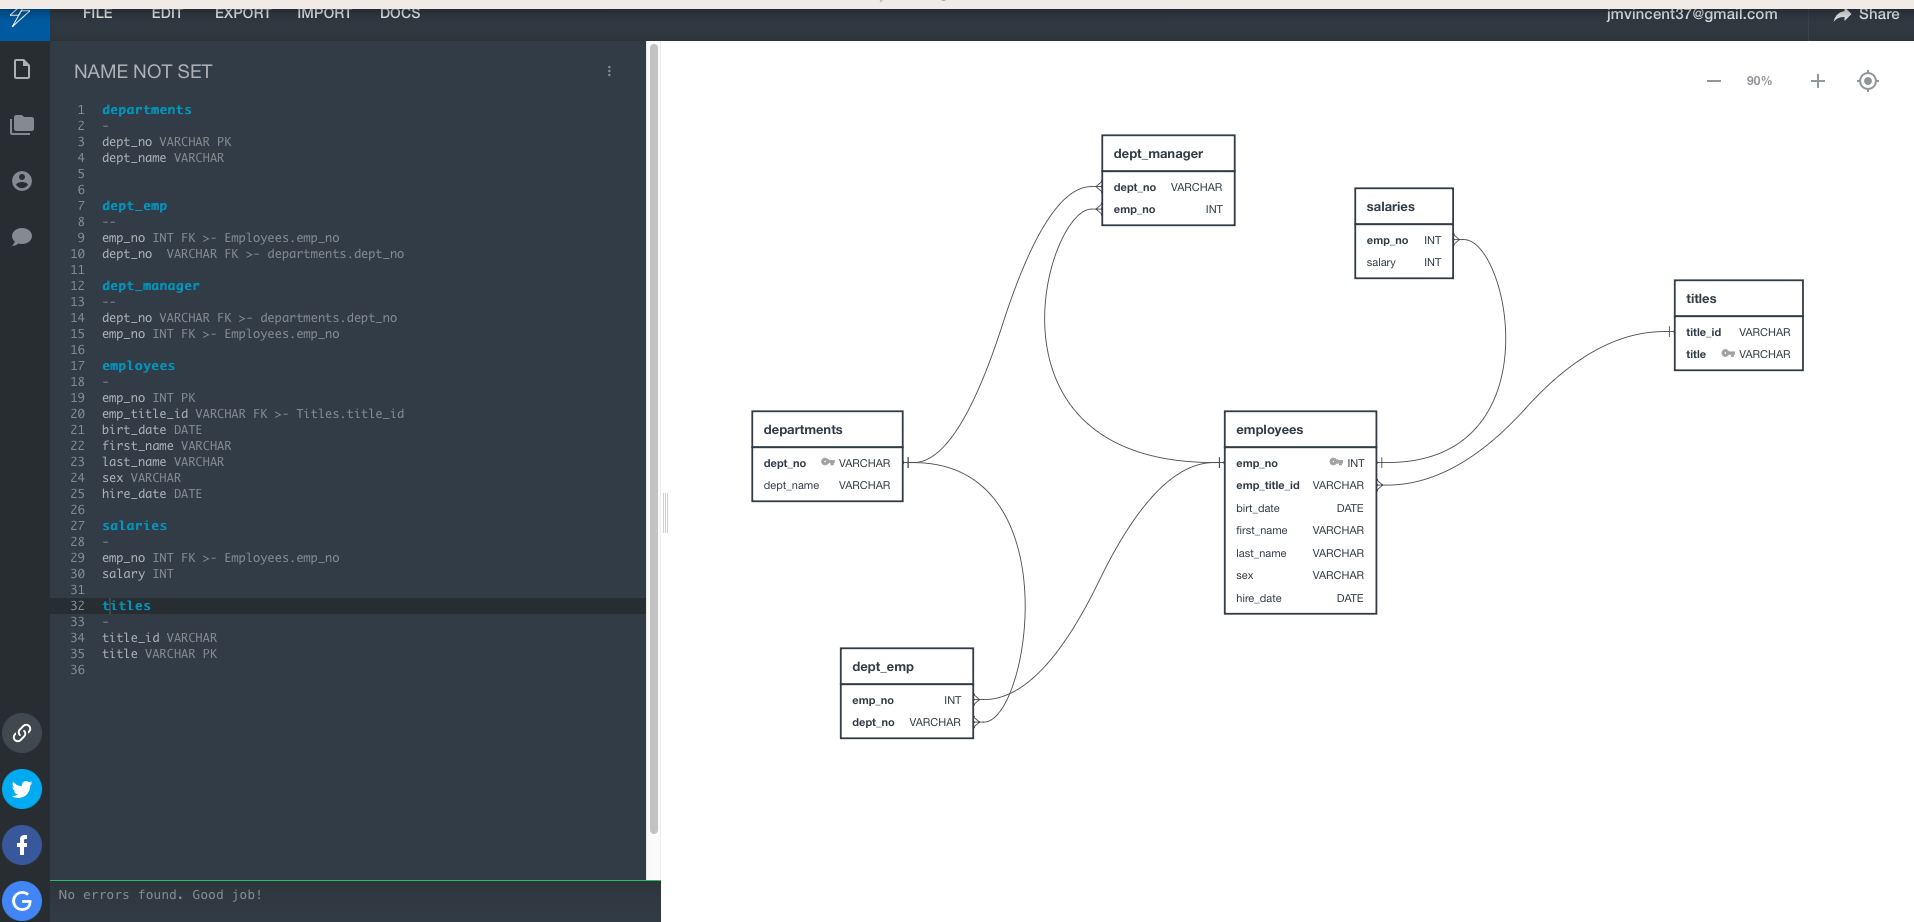 FILE EDIT EXPORT IMPORT DOCS
jmvincent37@gmail.com Share
NAME NOT SET
1 departments
2 -
3 dept_no VARCHAR PK
4 dept_name VARCHAR
5
6
7 dept_emp
8 --
9 emp_no INT FK >- Employees.emp_no
10 dept_no  VARCHAR FK >- departments.dept_no
11
12 dept_manager
13 --
14 dept_no VARCHAR FK >- departments.dept_no
15 emp_no INT FK >- Employees.emp_no
16
17 employees
18 -
19 emp_no INT PK
20 emp_title_id VARCHAR FK >- Titles.title_id
21 birt_date DATE
22 first_name VARCHAR
23 last_name VARCHAR
24 sex VARCHAR
25 hire_date DATE
26
27 salaries
28 -
29 emp_no INT FK >- Employees.emp_no
30 salary INT
31
32 titles
33 -
34 title_id VARCHAR
35 title VARCHAR PK
36
No errors found. Good job!
90%
dept_manager
dept_no VARCHAR
emp_no INT
salaries
emp_no INT
salary INT
titles
title_id VARCHAR
title VARCHAR
departments
dept_no VARCHAR
dept_name VARCHAR
employees
emp_no INT
emp_title_id VARCHAR
birt_date DATE
first_name VARCHAR
last_name VARCHAR
sex VARCHAR
hire_date DATE
dept_emp
emp_no INT
dept_no VARCHAR